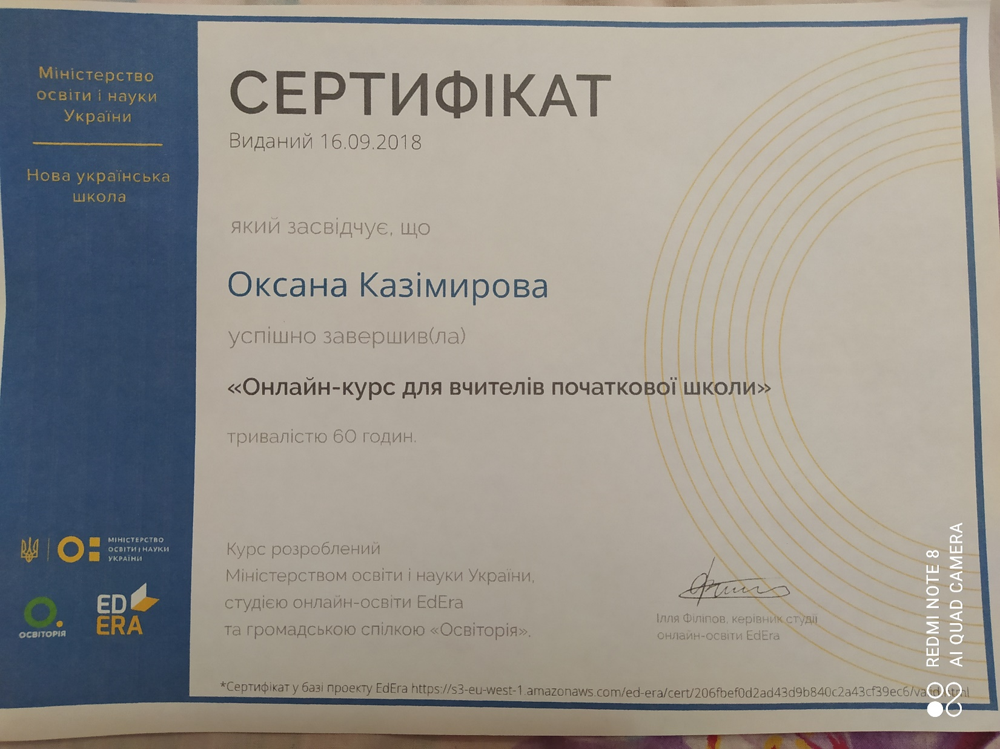 Міністерство
освіти і науки
України
Нова українська
школа
СЕРТИФІКАТ
Виданий 16.09.2018
який засвідчує, що
Оксана Казімирова
успішно завершив(ла)
«Онлайн-курс для вчителів початкової школи»
тривалістю 60 годин.
МІНІСТЕРСТВО
ОСВІТИ І НАУКИ
УКРАЇНИ
ОСВІТОРІЯ
ED
ERA
Курс розроблений
Міністерством освіти і науки України,
студією онлайн-освіти EdEra
та громадською спілкою «Освіторія».
Ілля Філіпов, керівник студії
онлайн-освіти EdEra
*Сертифікат у базі проекту EdEra https://s3-eu-west-1.amazonaws.com/ed-era/cert/206fbef0d2ad43d9b840c2a43cf39ec6/valid.html
REDMI NOTE 8
AI QUAD CAMERA